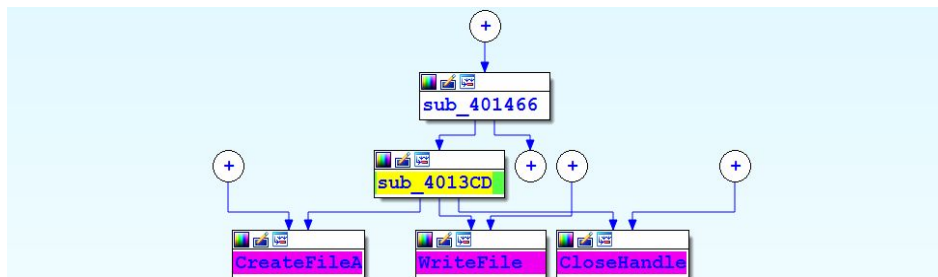 +
sub_401466
+
sub_4013CD
+
+
+
CreateFileA
WriteFile
CloseHandle